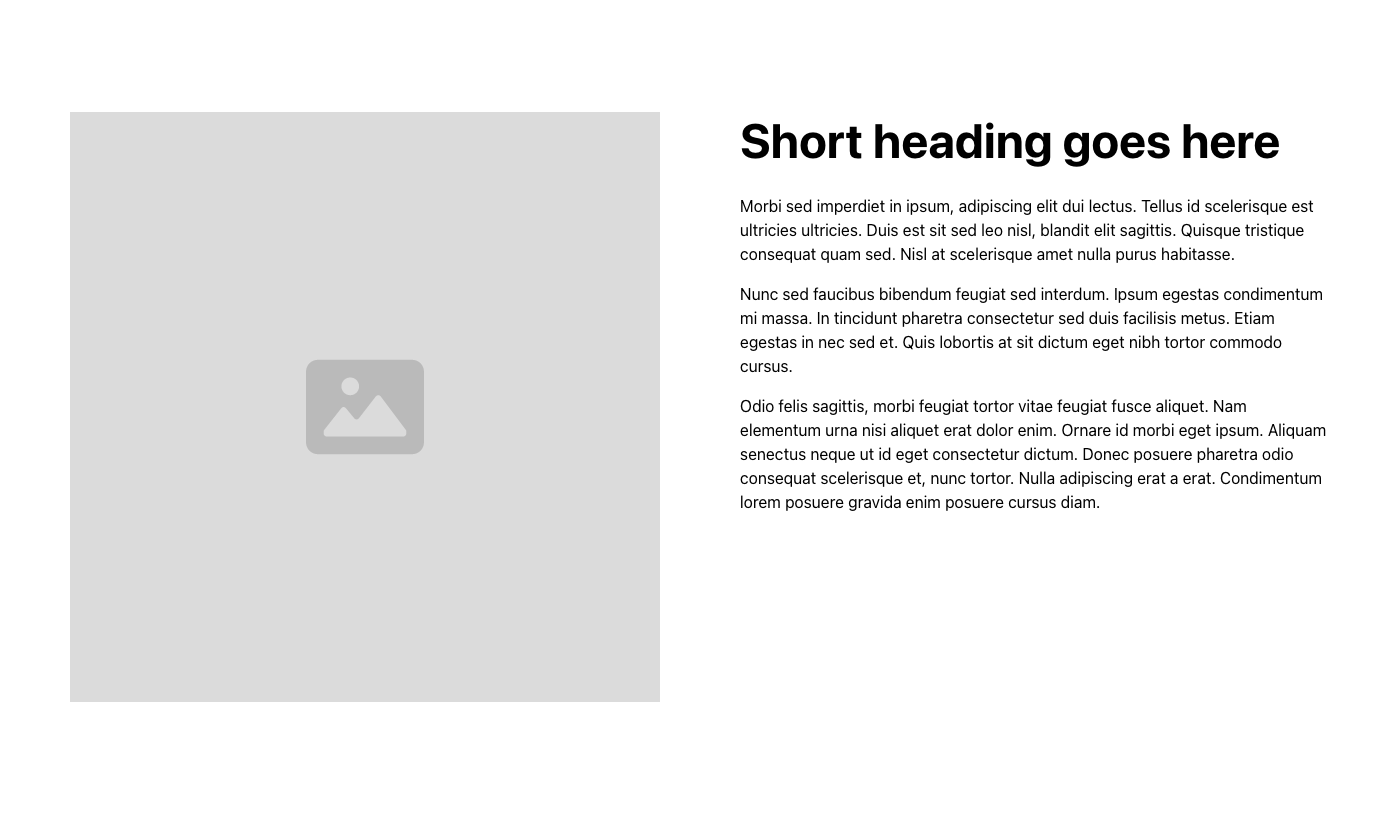 Short heading goes here
Morbi sed imperdiet in ipsum, adipiscing elit dui lectus. Tellus id scelerisque est
ultricies ultricies. Duis est sit sed leo nisl, blandit elit sagittis. Quisque tristique
consequat quam sed. Nisl at scelerisque amet nulla purus habitasse.
Nunc sed faucibus bibendum feugiat sed interdum. Ipsum egestas condimentum
mi massa. In tincidunt pharetra consectetur sed duis facilisis metus. Etiam
egestas in nec sed et. Quis lobortis at sit dictum eget nibh tortor commodo
cursus.
Odio felis sagittis, morbi feugiat tortor vitae feugiat fusce aliquet. Nam
elementum urna nisi aliquet erat dolor enim. Ornare id morbi eget ipsum. Aliquam
senectus neque ut id eget consectetur dictum. Donec posuere pharetra odio
consequat scelerisque et, nunc tortor. Nulla adipiscing erat a erat. Condimentum
lorem posuere gravida enim posuere cursus diam.